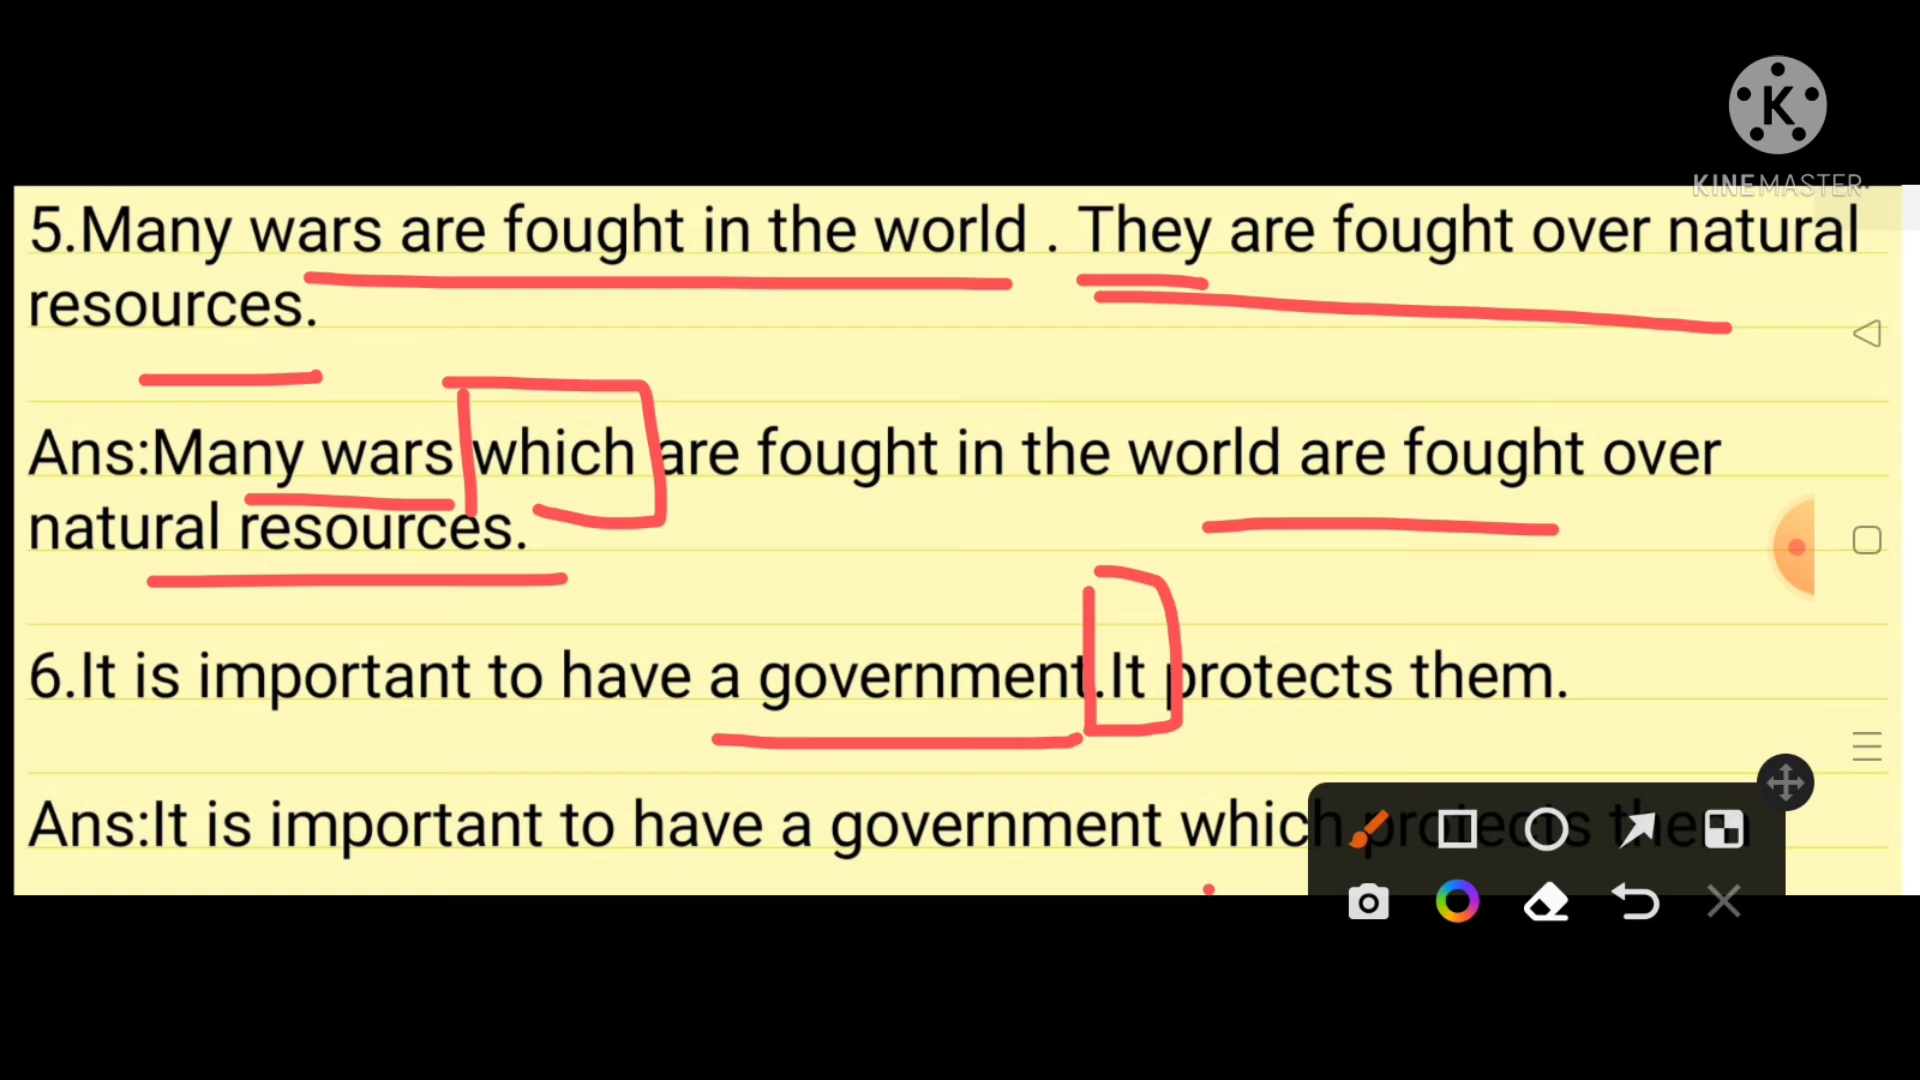 KINEMASTER
5.Many wars are fought in the world . They are fought over natural
resources.
Ans:Many wars which are fought in the world are fought over
natural resources.
6.It is important to have a government.It protects them.
Ans:It is important to have a government which protects them